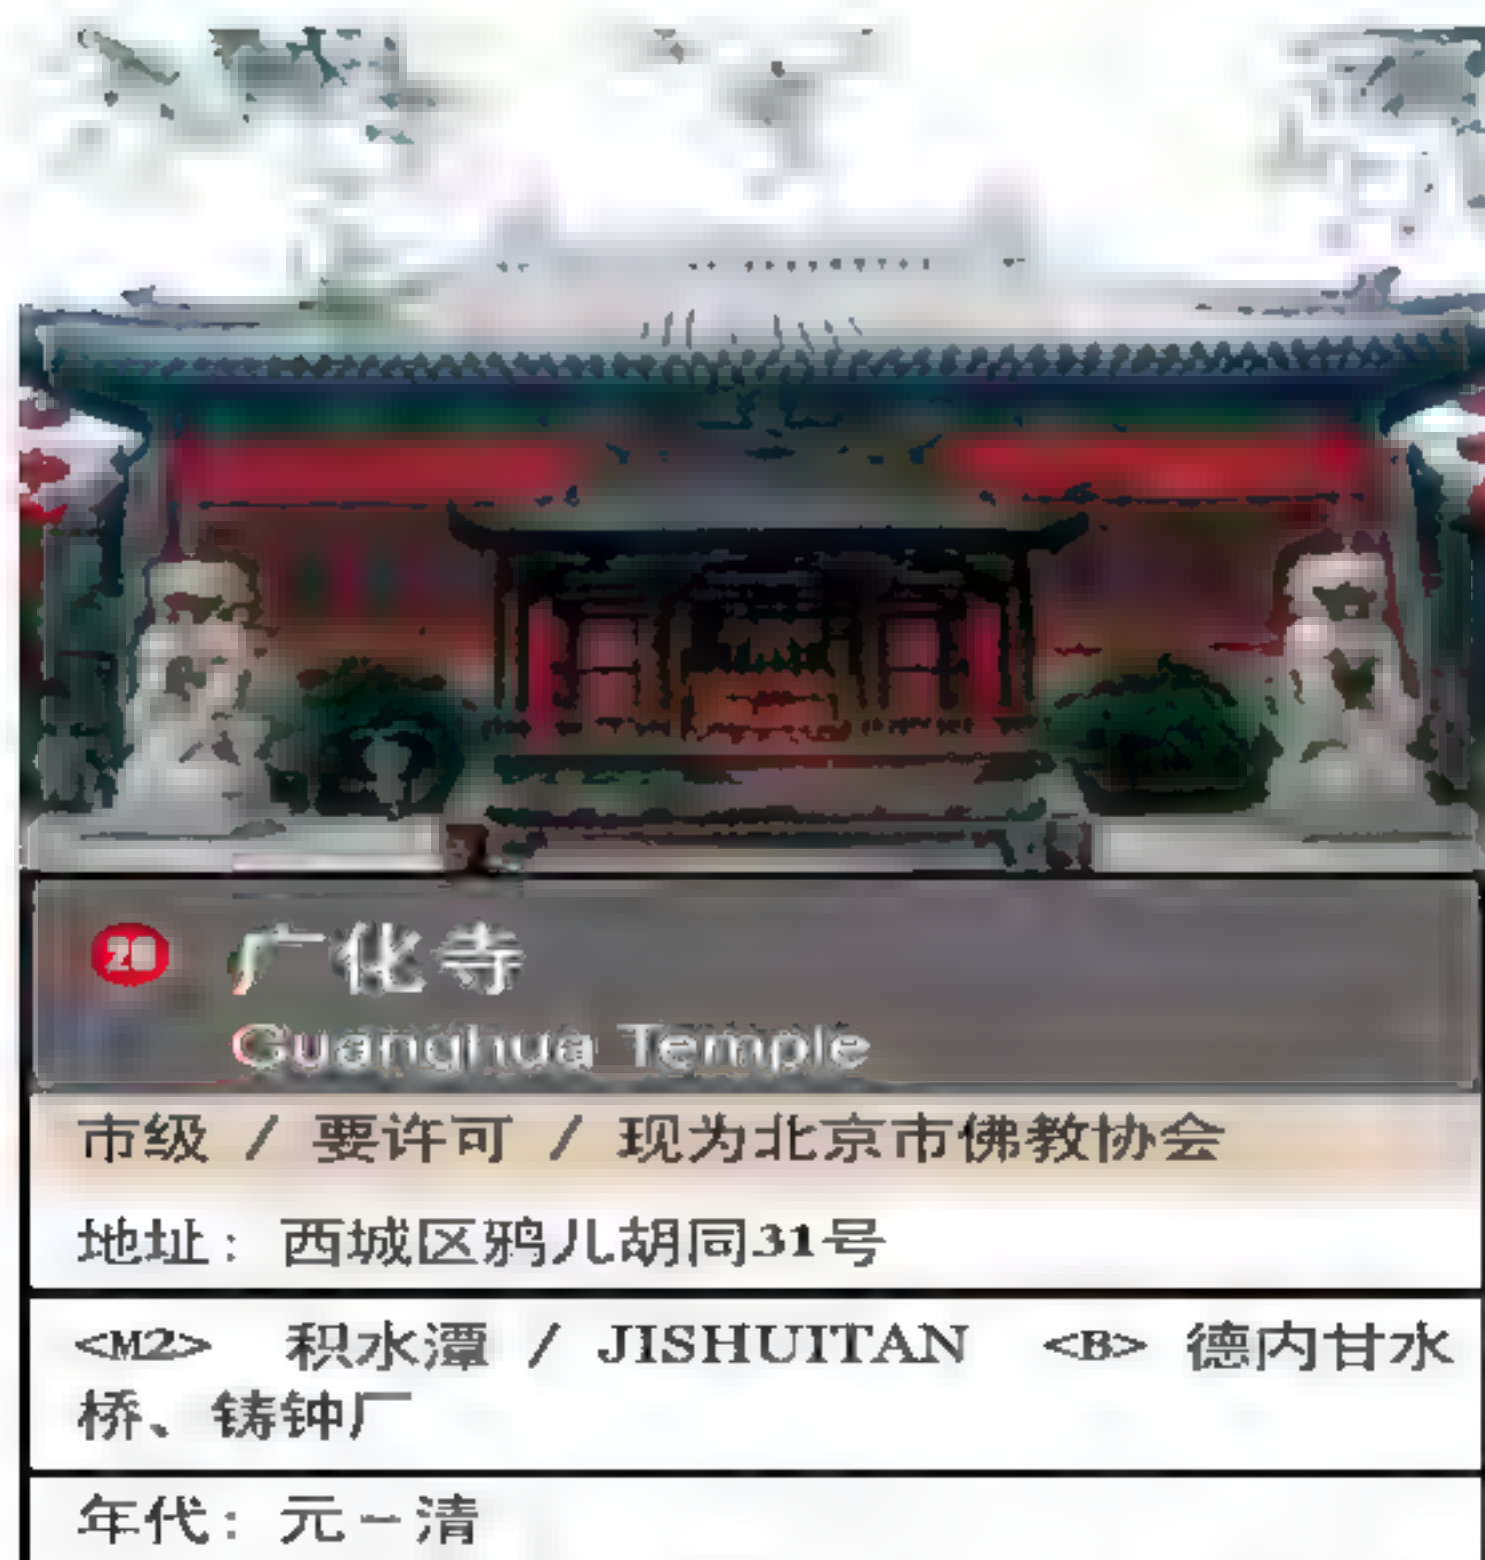 20 广化寺
Guanghua Temple
市级 / 要许可 / 现为北京市佛教协会
地址: 西城区鸦儿胡同31号
<M2> 积水潭 / JISHUITAN <B> 德内甘水
桥、铸钟厂
年代: 元-清